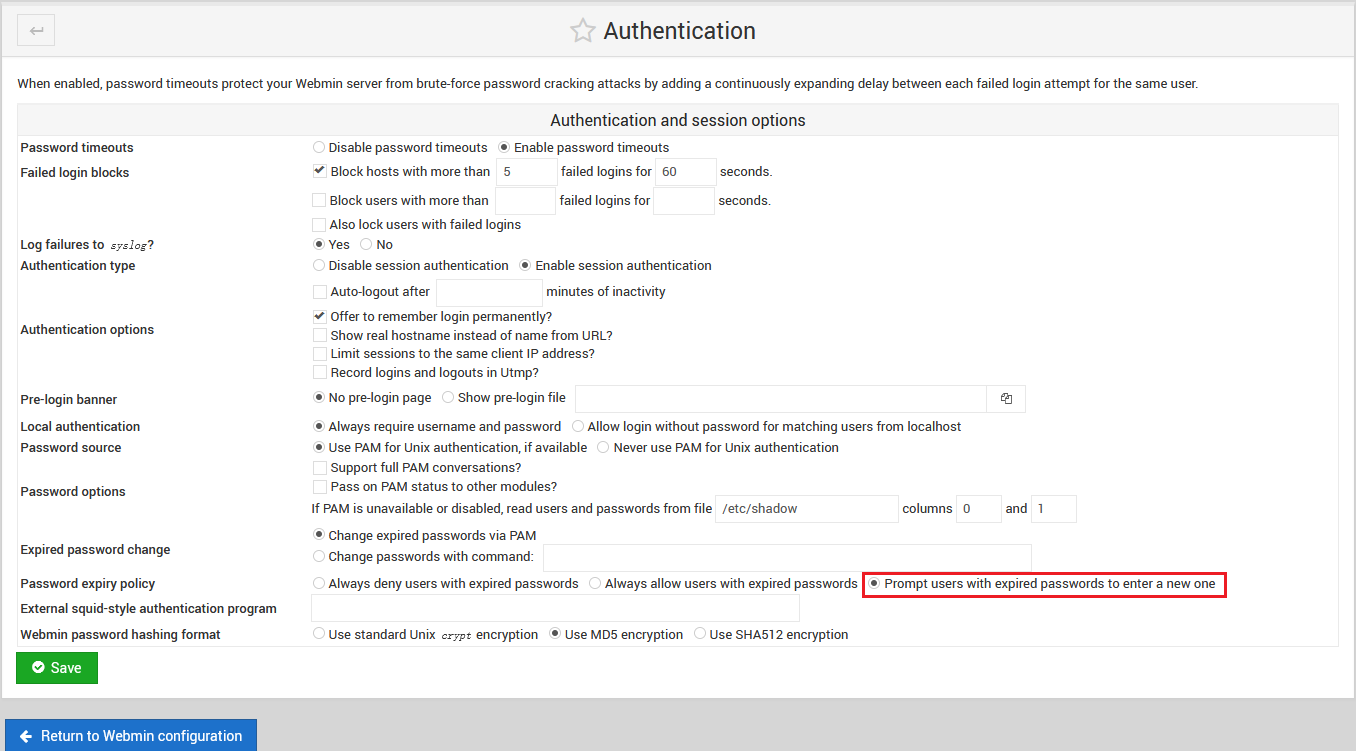 Authentication
When enabled, password timeouts protect your Webmin server from brute-force password cracking attacks by adding a continuously expanding delay between each failed login attempt for the same user.
Authentication and session options
Password timeouts Disable password timeouts Enable password timeouts
Failed login blocks Block hosts with more than 5 failed logins for 60 seconds.
Block users with more than failed logins for seconds.
Also lock users with failed logins
Log failures to syslog? Yes No
Authentication type Disable session authentication Enable session authentication
Auto-logout after minutes of inactivity
Offer to remember login permanently?
Authentication options
Show real hostname instead of name from URL?
Limit sessions to the same client IP address?
Record logins and logouts in Utmp?
Pre-login banner No pre-login page Show pre-login file
Local authentication Always require username and password Allow login without password for matching users from localhost
Password source Use PAM for Unix authentication, if available Never use PAM for Unix authentication
Support full PAM conversations?
Password options Pass on PAM status to other modules?
If PAM is unavailable or disabled, read users and passwords from file /etc/shadow columns 0 and 1
Change expired passwords via PAM
Expired password change Change passwords with command:
Password expiry policy Always deny users with expired passwords Always allow users with expired passwords Prompt users with expired passwords to enter a new one
External squid-style authentication program
Webmin password hashing format Use standard Unix crypt encryption Use MD5 encryption Use SHA512 encryption
Save
Return to Webmin configuration